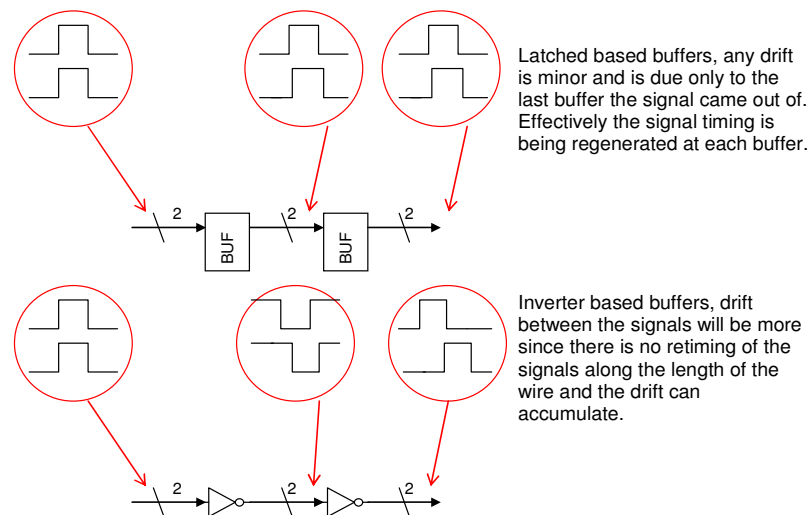 Latched based buffers, any drift
is minor and is due only to the
last buffer the signal came out of.
Effectively the signal timing is
being regenerated at each buffer.
2
BUF
2
BUF
2
Inverter based buffers, drift
between the signals will be more
since there is no retiming of the
signals along the length of the
wire and the drift can
accumulate.
2
2
2